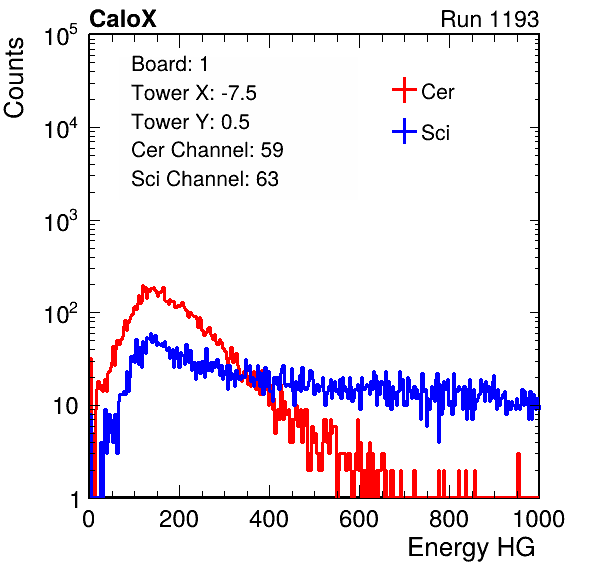 CaloX Run 1193
Counts
10^5
10^4
10^3
10^2
10
1
Board: 1
Tower X: -7.5
Tower Y: 0.5
Cer Channel: 59
Sci Channel: 63
Cer
Sci
0 200 400 600 800 1000
Energy HG